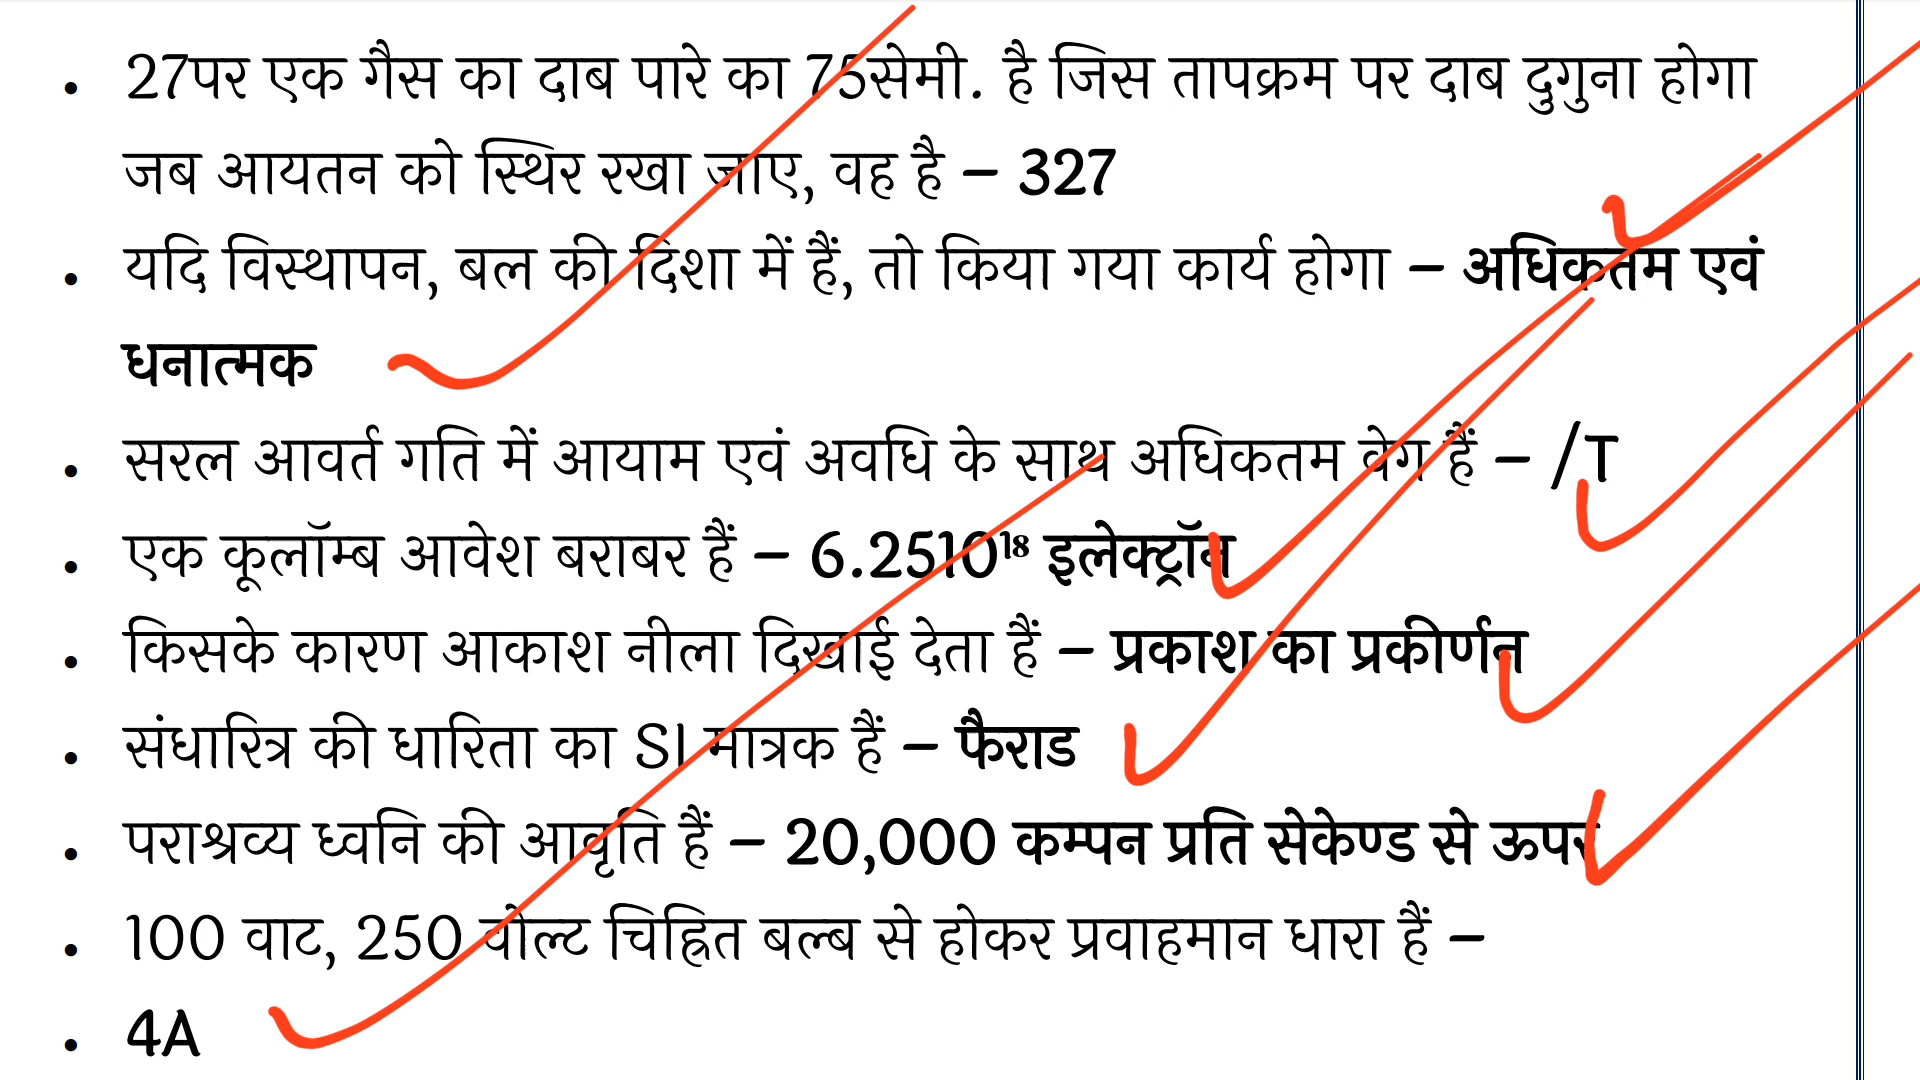 • 27पर एक गैस का दाब पारे का 75सेमी. है जिस तापक्रम पर दाब दुगुना होगा
जब आयतन को स्थिर रखा जाए, वह है – 327
• यदि विस्थापन, बल की दिशा में हैं, तो किया गया कार्य होगा – अधिकतम एवं
धनात्मक
• सरल आवर्त गति में आयाम एवं अवधि के साथ अधिकतम वेग हैं – /T
• एक कूलॉम्ब आवेश बराबर हैं – 6.2510¹⁸ इलेक्ट्रॉन
• किसके कारण आकाश नीला दिखाई देता हैं – प्रकाश का प्रकीर्णन
• संधारित्र की धारिता का SI मात्रक हैं – फैराड
• पराश्रव्य ध्वनि की आवृति हैं – 20,000 कम्पन प्रति सेकेण्ड से ऊपर
• 100 वाट, 250 वोल्ट चिह्नित बल्ब से होकर प्रवाहमान धारा हैं –
• 4A